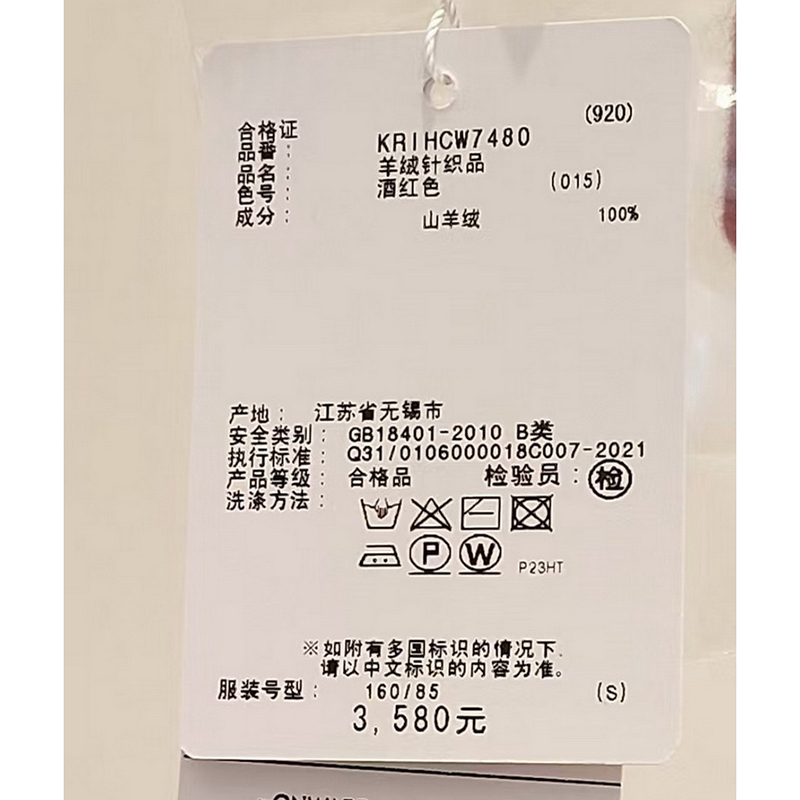 合格证 (920)
品番： KRIHCW7480
品名： 羊绒针织品
色号： 酒红色 (015)
成分： 山羊绒 100%
产地： 江苏省无锡市
安全类别： GB18401-2010 B类
执行标准： Q31/0106000018C007-2021
产品等级： 合格品 检验员：检
洗涤方法：
P W P23HT
※如附有多国标识的情况下.
请以中文标识的内容为准。
服装号型： 160/85 (S)
3,580元